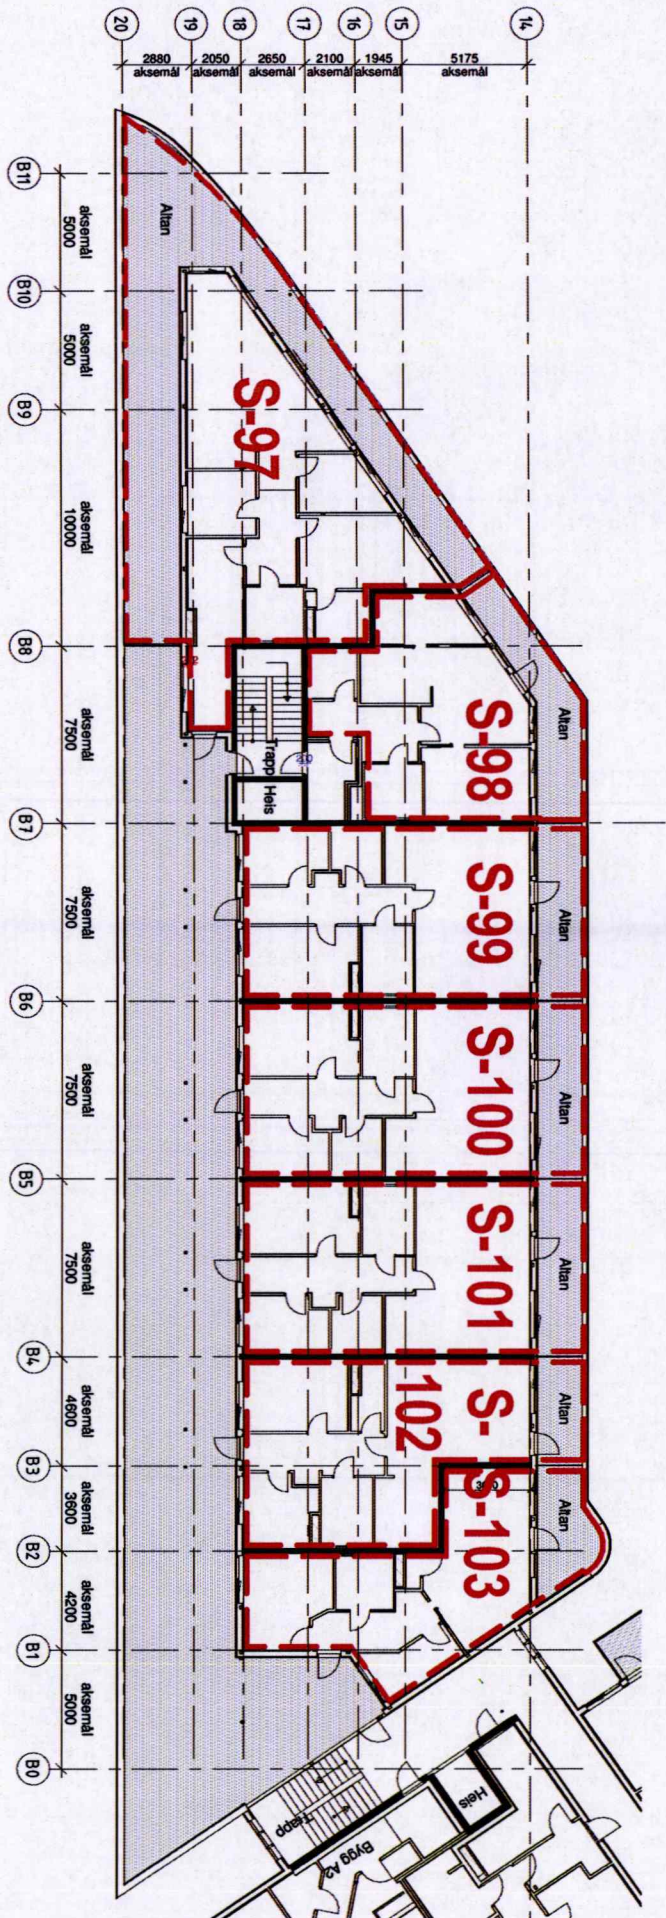 20
19
18
17
16
15
14
2880
aksemål
2050
aksemål
2650
aksemål
2100
aksemål
1945
aksemål
5175
aksemål
B11
aksemål
5000
B10
aksemål
5000
B9
aksemål
10000
B8
aksemål
7500
B7
aksemål
7500
B6
aksemål
7500
B5
aksemål
7500
B4
aksemål
4600
B3
aksemål
3600
B2
aksemål
4200
B1
aksemål
5000
B0
Altan
S-97
S-98
Altan
Trapp
Heis
S-99
Altan
S-100
Altan
S-101
Altan
S-
102
Altan
S-103
Altan
Heis
Trapp
Bygg A2